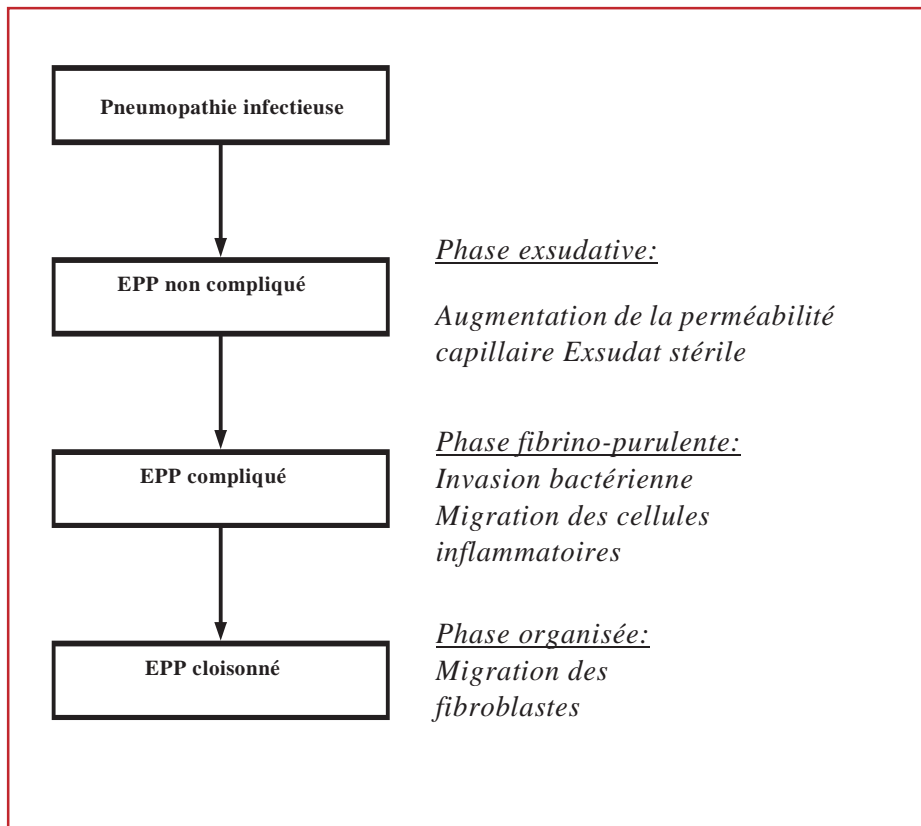 Pneumopathie infectieuse
EPP non compliqué
Phase exsudative:
Augmentation de la perméabilité
capillaire Exsudat stérile
EPP compliqué
Phase fibrino-purulente:
Invasion bactérienne
Migration des cellules
inflammatoires
EPP cloisonné
Phase organisée:
Migration des
fibroblastes